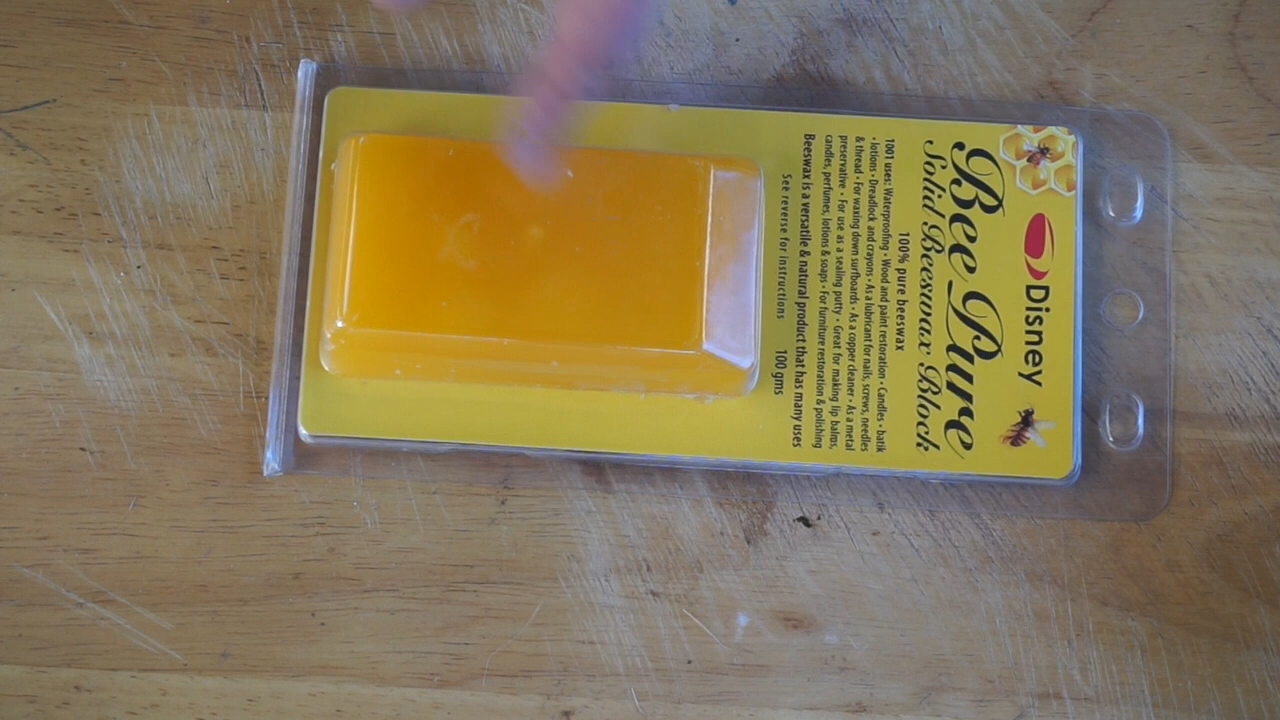 Disney
Bee Pure
Solid Beeswax Block
100% pure beeswax
1001 uses: Waterproofing • Wood and paint restoration • Candles • batik
• lotions • Dreadlock and crayons • As a lubricant for nails, screws, needles
& thread • For waxing down surfboards • As a copper cleaner • As a metal
preservative • For use as a sealing putty • Great for making lip balms,
candles, perfumes, lotions & soaps • For furniture restoration & polishing
Beeswax is a versatile & natural product that has many uses
See reverse for instructions 100 gms